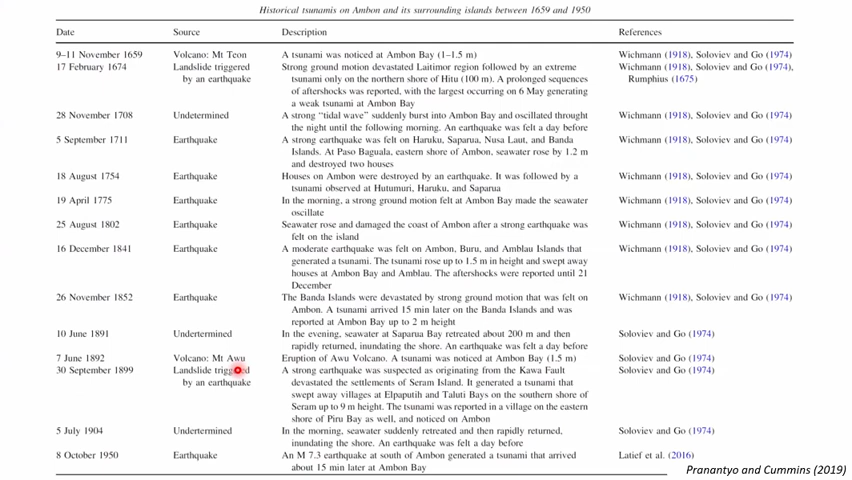 Historical tsunamis on Ambon and its surrounding islands between 1659 and 1950
Date Source Description References
9–11 November 1659 Volcano: Mt Teon A tsunami was noticed at Ambon Bay (1–1.5 m) Wichmann (1918), Soloviev and Go (1974)
17 February 1674 Landslide triggered Strong ground motion devastated Laitimor region followed by an extreme Wichmann (1918), Soloviev and Go (1974),
by an earthquake tsunami only on the northern shore of Hitu (100 m). A prolonged sequences Rumphius (1675)
of aftershocks was reported, with the largest occurring on 6 May generating
a weak tsunami at Ambon Bay
28 November 1708 Undetermined A strong “tidal wave” suddenly burst into Ambon Bay and oscillated throught Wichmann (1918), Soloviev and Go (1974)
the night until the following morning. An earthquake was felt a day before
5 September 1711 Earthquake A strong earthquake was felt on Haruku, Saparua, Nusa Laut, and Banda Wichmann (1918), Soloviev and Go (1974)
Islands. At Paso Baguala, eastern shore of Ambon, seawater rose by 1.2 m
and destroyed two houses
18 August 1754 Earthquake Houses on Ambon were destroyed by an earthquake. It was followed by a Wichmann (1918), Soloviev and Go (1974)
tsunami observed at Hutumuri, Haruku, and Saparua
19 April 1775 Earthquake In the morning, a strong ground motion felt at Ambon Bay made the seawater Wichmann (1918), Soloviev and Go (1974)
oscillate
25 August 1802 Earthquake Seawater rose and damaged the coast of Ambon after a strong earthquake was Wichmann (1918), Soloviev and Go (1974)
felt on the island
16 December 1841 Earthquake A moderate earthquake was felt on Ambon, Buru, and Amblau Islands that Wichmann (1918), Soloviev and Go (1974)
generated a tsunami. The tsunami rose up to 1.5 m in height and swept away
houses at Ambon Bay and Amblau. The aftershocks were reported until 21
December
26 November 1852 Earthquake The Banda Islands were devastated by strong ground motion that was felt on Wichmann (1918), Soloviev and Go (1974)
Ambon. A tsunami arrived 15 min later on the Banda Islands and was
reported at Ambon Bay up to 2 m height
10 June 1891 Undertermined In the evening, seawater at Saparua Bay retreated about 200 m and then Soloviev and Go (1974)
rapidly returned, inundating the shore. An earthquake was felt a day before
7 June 1892 Volcano: Mt Awu Eruption of Awu Volcano. A tsunami was noticed at Ambon Bay (1.5 m) Soloviev and Go (1974)
30 September 1899 Landslide triggered A strong earthquake was suspected as originating from the Kawa Fault Soloviev and Go (1974)
by an earthquake devastated the settlements of Seram Island. It generated a tsunami that
swept away villages at Elpaputih and Taluti Bays on the southern shore of
Seram up to 9 m height. The tsunami was reported in a village on the eastern
shore of Piru Bay as well, and noticed on Ambon
5 July 1904 Undertermined In the morning, seawater suddenly retreated and then rapidly returned, Soloviev and Go (1974)
inundating the shore. An earthquake was felt a day before
8 October 1950 Earthquake An M 7.3 earthquake at south of Ambon generated a tsunami that arrived Latief et al. (2016)
about 15 min later at Ambon Bay
Pranantyo and Cummins (2019)